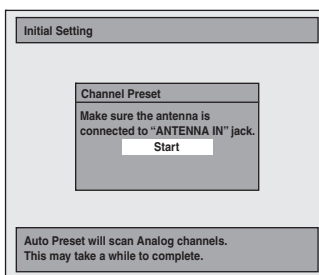 Initial Setting
Channel Preset
Make sure the antenna is
connected to “ANTENNA IN” jack.
Start
Auto Preset will scan Analog channels.
This may take a while to complete.